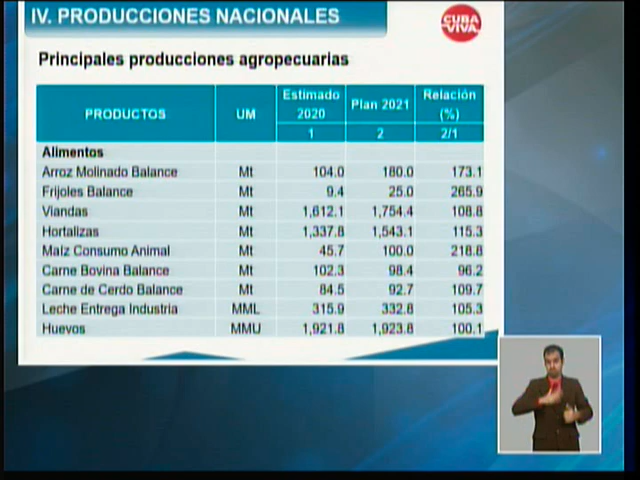 IV. PRODUCCIONES NACIONALES
CUBA
VIVA
Principales producciones agropecuarias
PRODUCTOS UM Estimado 2020 Plan 2021 Relación (%)
1 2 2/1
Alimentos
Arroz Molinado Balance Mt 104.0 180.0 173.1
Frijoles Balance Mt 9.4 25.0 265.9
Viandas Mt 1,612.1 1,754.4 108.8
Hortalizas Mt 1,337.8 1,543.1 115.3
Maíz Consumo Animal Mt 45.7 100.0 218.8
Carne Bovina Balance Mt 102.3 98.4 96.2
Carne de Cerdo Balance Mt 84.5 92.7 109.7
Leche Entrega Industria MML 315.9 332.8 105.3
Huevos MMU 1,921.8 1,923.8 100.1